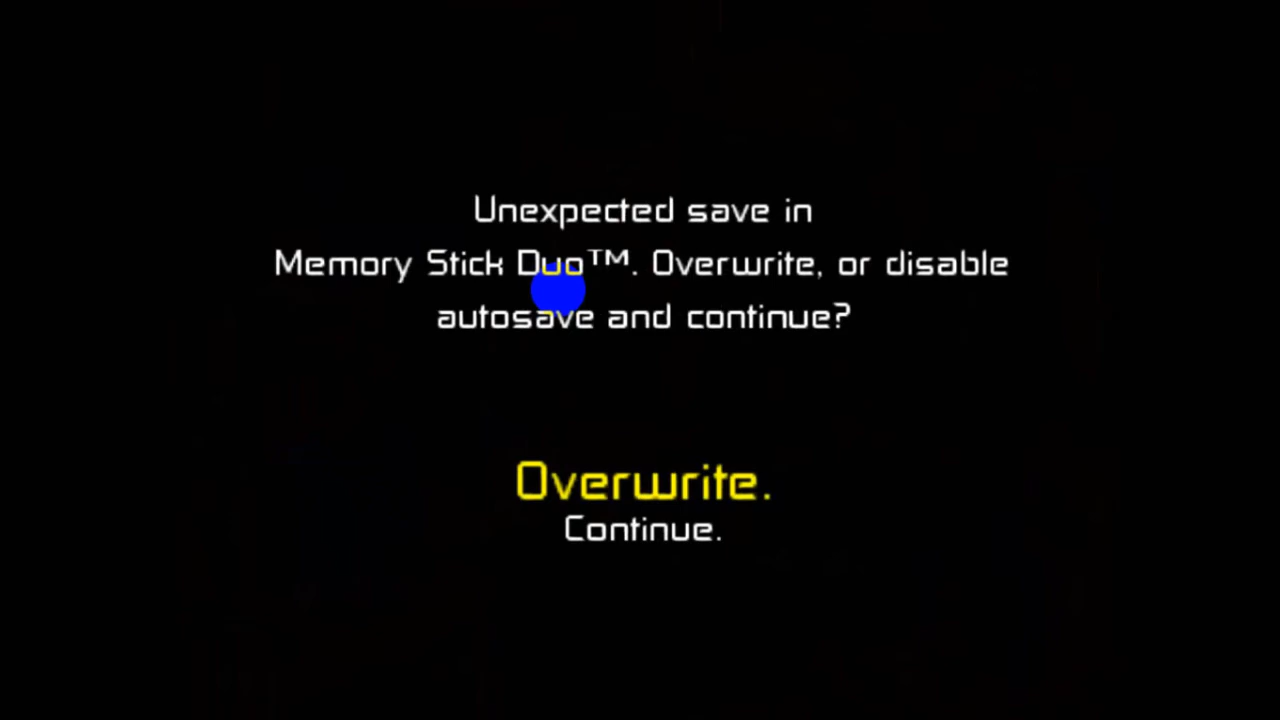 Unexpected save in
Memory Stick Duo™. Overwrite, or disable
autosave and continue?
Overwrite.
Continue.